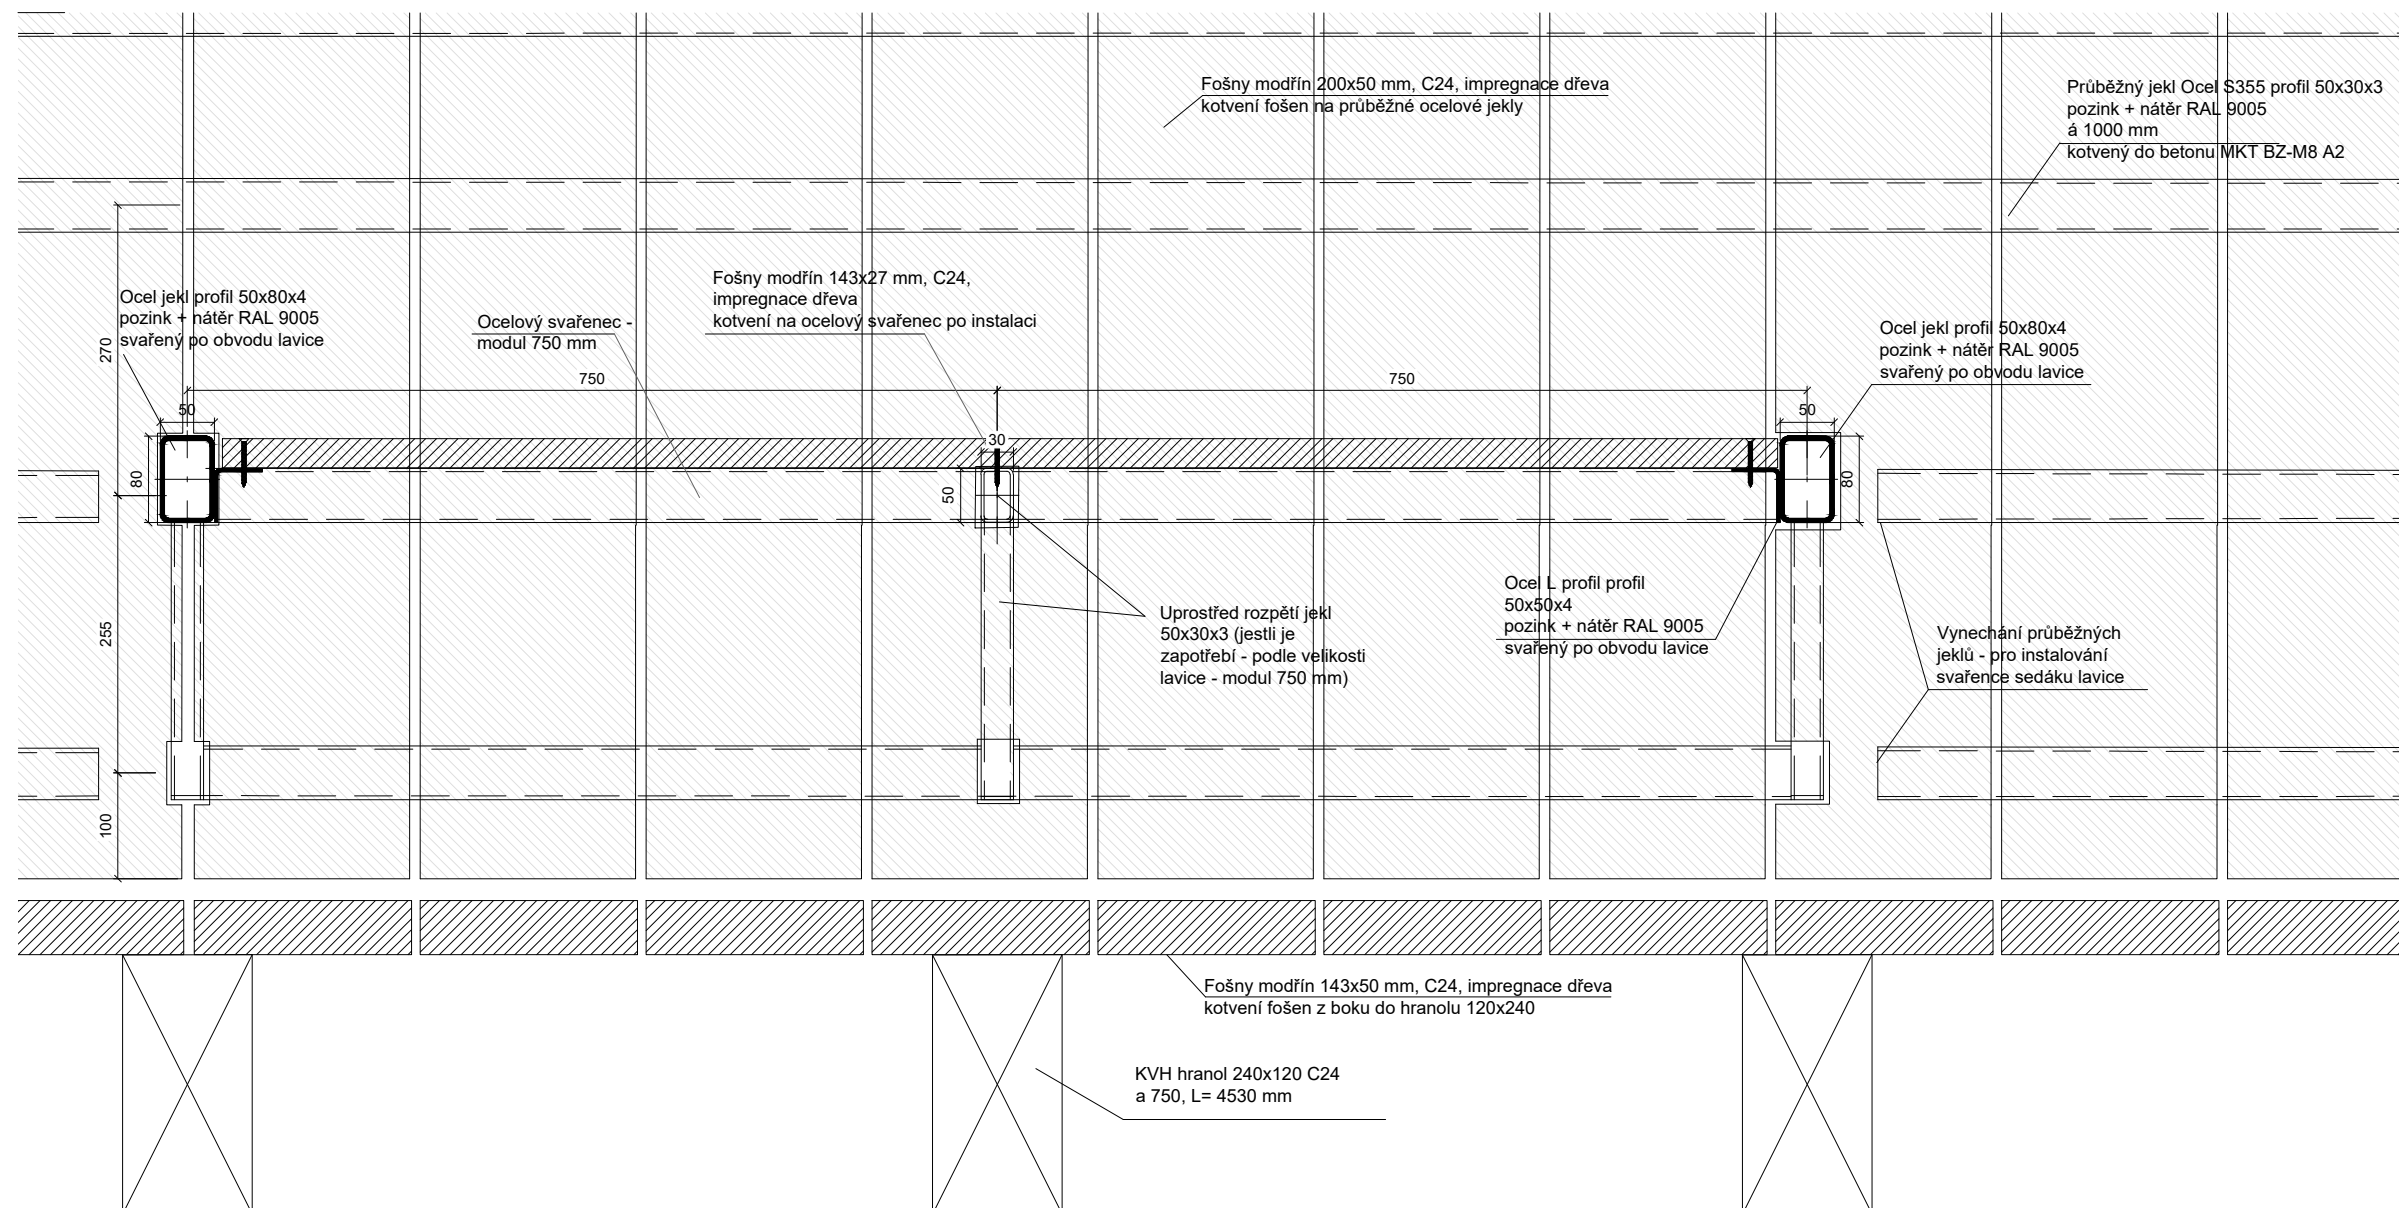 Fošny modřín 200x50 mm, C24, impregnace dřeva
kotvení fošen na průběžné ocelové jekly
Průběžný jekl Ocel S355 profil 50x30x3
pozink + nátěr RAL 9005
á 1000 mm
kotvený do betonu MKT BZ-M8 A2
Fošny modřín 143x27 mm, C24,
impregnace dřeva
kotvení na ocelový svařenec po instalaci
Ocel jekl profil 50x80x4
pozink + nátěr RAL 9005
svařený po obvodu lavice
Ocelový svařenec -
modul 750 mm
Ocel jekl profil 50x80x4
pozink + nátěr RAL 9005
svařený po obvodu lavice
270
750
750
50
50
30
80
50
80
Ocel L profil profil
50x50x4
pozink + nátěr RAL 9005
svařený po obvodu lavice
Uprostřed rozpětí jekl
50x30x3 (jestli je
zapotřebí - podle velikosti
lavice - modul 750 mm)
Vynechání průběžných
jeklů - pro instalování
svařence sedáku lavice
255
100
Fošny modřín 143x50 mm, C24, impregnace dřeva
kotvení fošen z boku do hranolu 120x240
KVH hranol 240x120 C24
a 750, L= 4530 mm